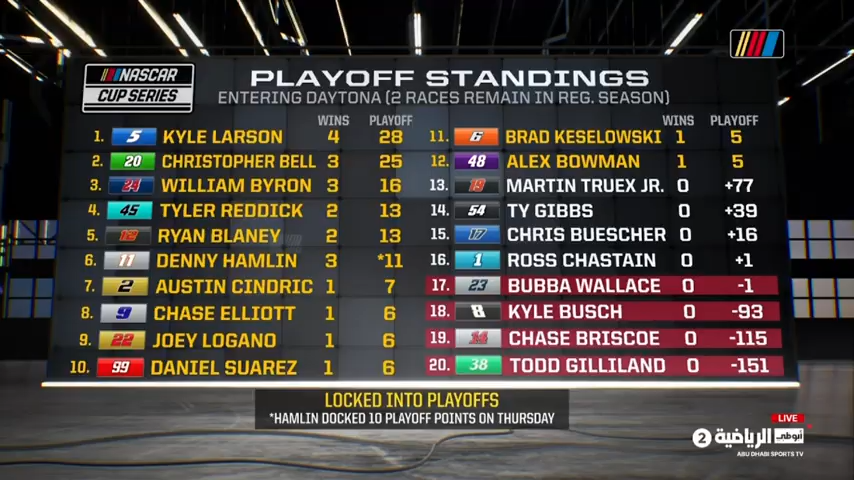 NASCAR
CUP SERIES
PLAYOFF STANDINGS
ENTERING DAYTONA (2 RACES REMAIN IN REG. SEASON)
WINS PLAYOFF
1. 5 KYLE LARSON 4 28
2. 20 CHRISTOPHER BELL 3 25
3. 24 WILLIAM BYRON 3 16
4. 45 TYLER REDDICK 2 13
5. 12 RYAN BLANEY 2 13
6. 11 DENNY HAMLIN 3 *11
7. 2 AUSTIN CINDRIC 1 7
8. 9 CHASE ELLIOTT 1 6
9. 22 JOEY LOGANO 1 6
10. 99 DANIEL SUAREZ 1 6
WINS PLAYOFF
11. 6 BRAD KESELOWSKI 1 5
12. 48 ALEX BOWMAN 1 5
13. 19 MARTIN TRUEX JR. 0 +77
14. 54 TY GIBBS 0 +39
15. 17 CHRIS BUESCHER 0 +16
16. 1 ROSS CHASTAIN 0 +1
17. 23 BUBBA WALLACE 0 -1
18. 8 KYLE BUSCH 0 -93
19. 14 CHASE BRISCOE 0 -115
20. 38 TODD GILLILAND 0 -151
LOCKED INTO PLAYOFFS
*HAMLIN DOCKED 10 PLAYOFF POINTS ON THURSDAY
LIVE
أبوظبي الرياضية 2
ABU DHABI SPORTS TV